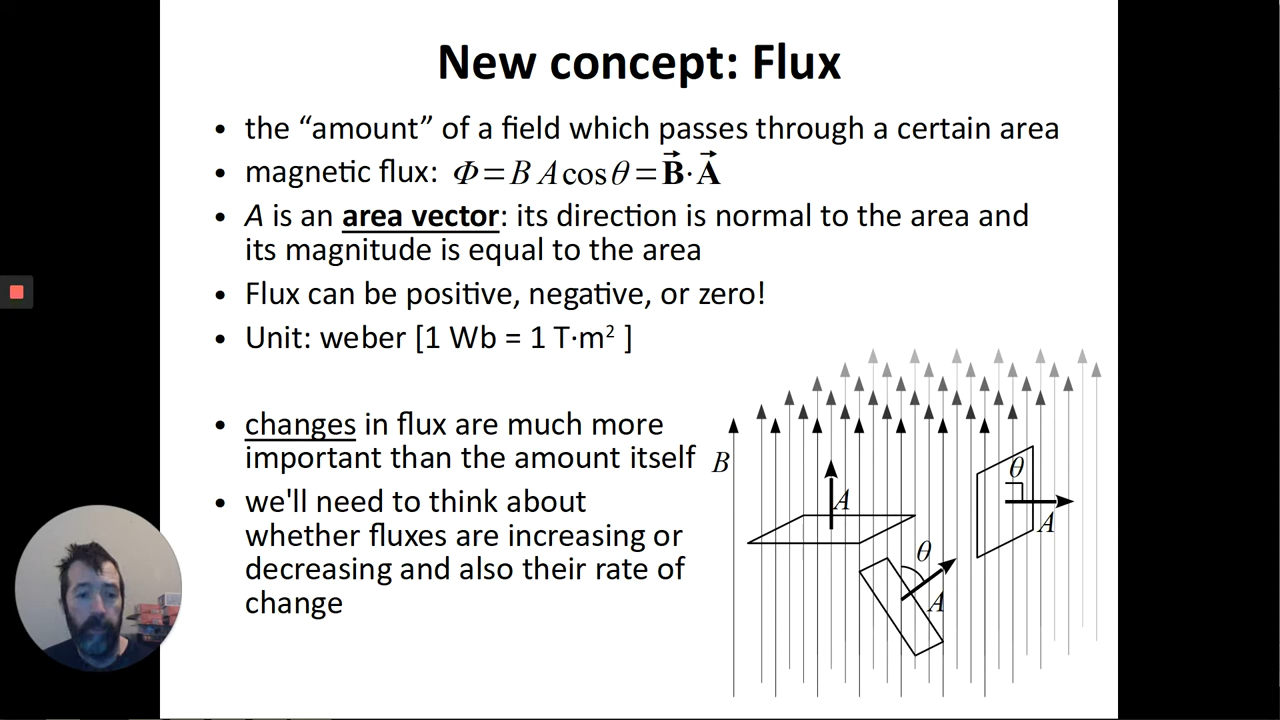 New concept: Flux
• the “amount” of a field which passes through a certain area
• magnetic flux: Φ=B A cos θ=B⃗·A⃗
• A is an area vector: its direction is normal to the area and
its magnitude is equal to the area
• Flux can be positive, negative, or zero!
• Unit: weber [1 Wb = 1 T·m² ]
• changes in flux are much more
important than the amount itself
• we'll need to think about
whether fluxes are increasing or
decreasing and also their rate of
change
B
A
θ
A
θ
A